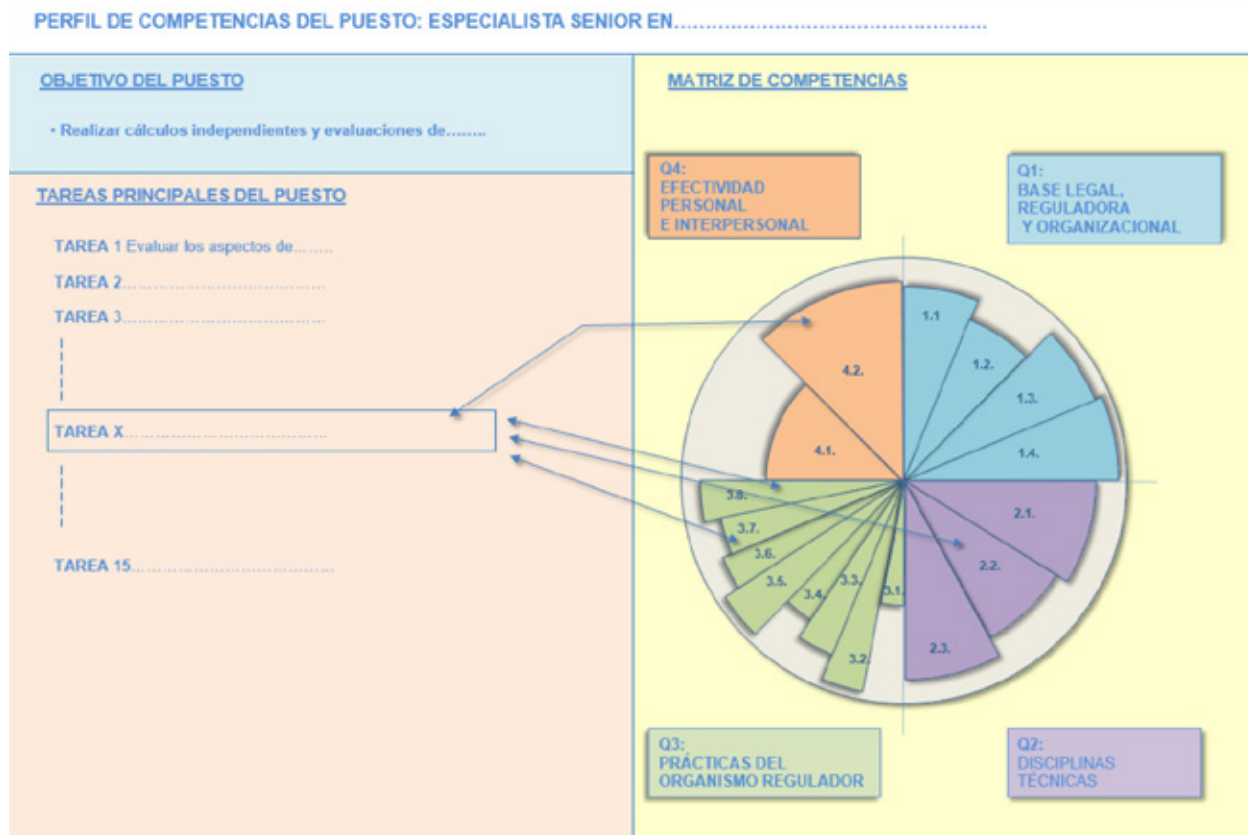 PERFIL DE COMPETENCIAS DEL PUESTO: ESPECIALISTA SENIOR EN……………………………………………
OBJETIVO DEL PUESTO
• Realizar cálculos independientes y evaluaciones de……..
TAREAS PRINCIPALES DEL PUESTO
TAREA 1 Evaluar los aspectos de……..
TAREA 2……………………………
TAREA 3……………………………
TAREA X……………………………
TAREA 15……………………………
MATRIZ DE COMPETENCIAS
Q4:
EFECTIVIDAD
PERSONAL
E INTERPERSONAL
Q1:
BASE LEGAL,
REGULADORA
Y ORGANIZACIONAL
1.1
1.2.
1.3.
1.4.
4.2.
4.1.
2.1.
2.2.
2.3.
3.8.
3.7.
3.6.
3.5.
3.4.
3.3.
3.2.
3.1.
Q3:
PRÁCTICAS DEL
ORGANISMO REGULADOR
Q2:
DISCIPLINAS
TÉCNICAS